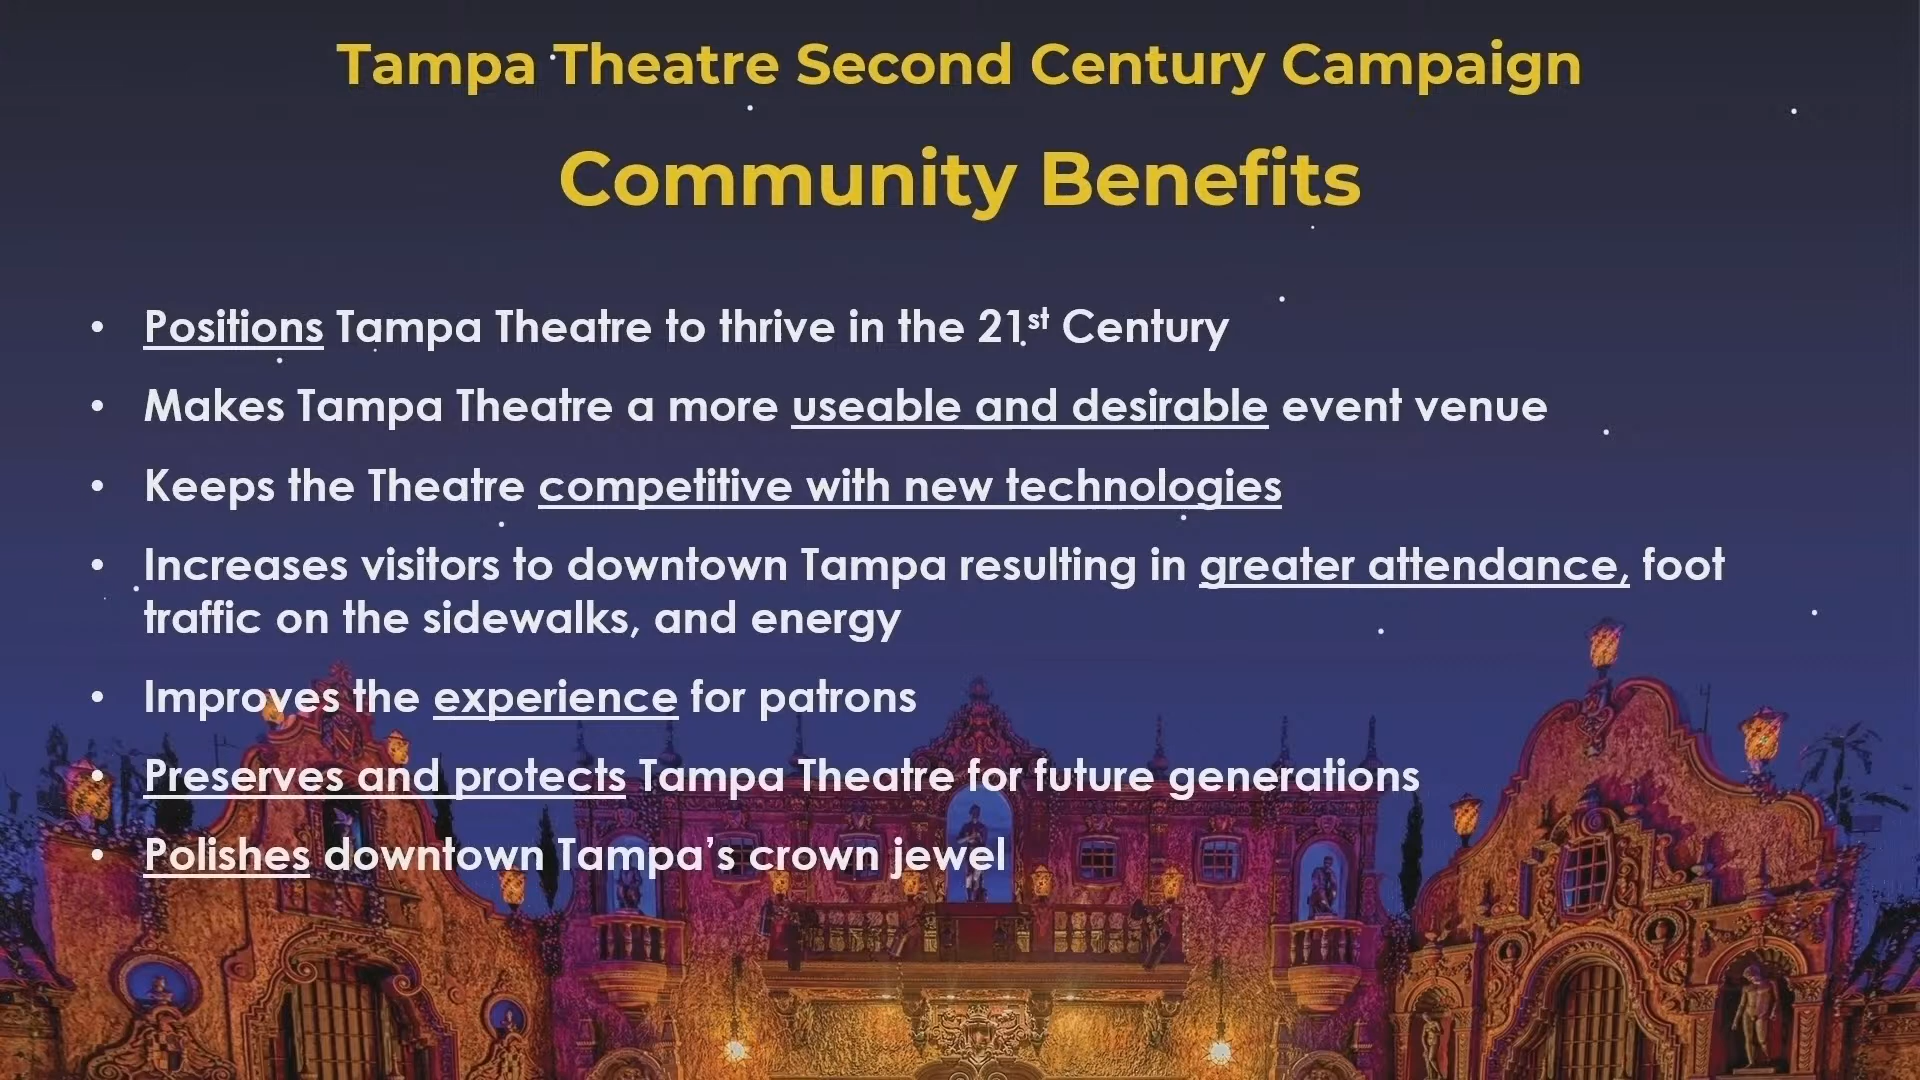 Tampa Theatre Second Century Campaign
Community Benefits
• Positions Tampa Theatre to thrive in the 21st Century
• Makes Tampa Theatre a more useable and desirable event venue
• Keeps the Theatre competitive with new technologies
• Increases visitors to downtown Tampa resulting in greater attendance, foot
traffic on the sidewalks, and energy
• Improves the experience for patrons
• Preserves and protects Tampa Theatre for future generations
• Polishes downtown Tampa’s crown jewel